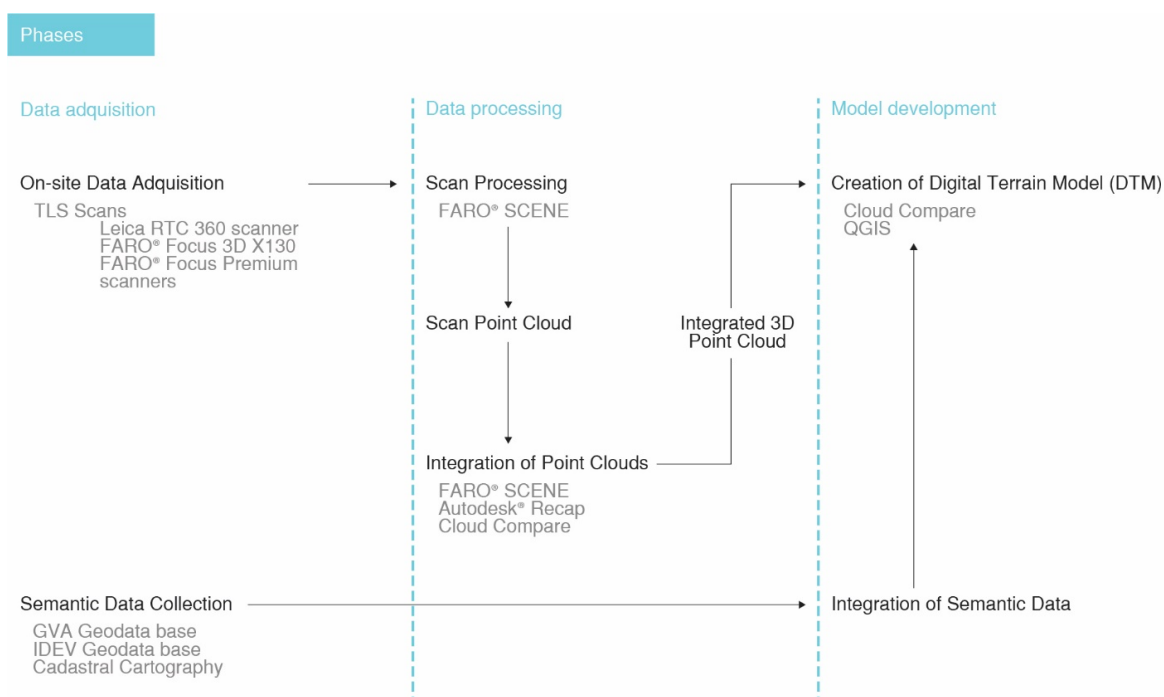 Phases
Data adquisition
Data processing
Model development
On-site Data Adquisition
TLS Scans
Leica RTC 360 scanner
FARO® Focus 3D X130
FARO® Focus Premium
scanners
Scan Processing
FARO® SCENE
Creation of Digital Terrain Model (DTM)
Cloud Compare
QGIS
Scan Point Cloud
Integrated 3D
Point Cloud
Integration of Point Clouds
FARO® SCENE
Autodesk® Recap
Cloud Compare
Semantic Data Collection
GVA Geodata base
IDEV Geodata base
Cadastral Cartography
Integration of Semantic Data